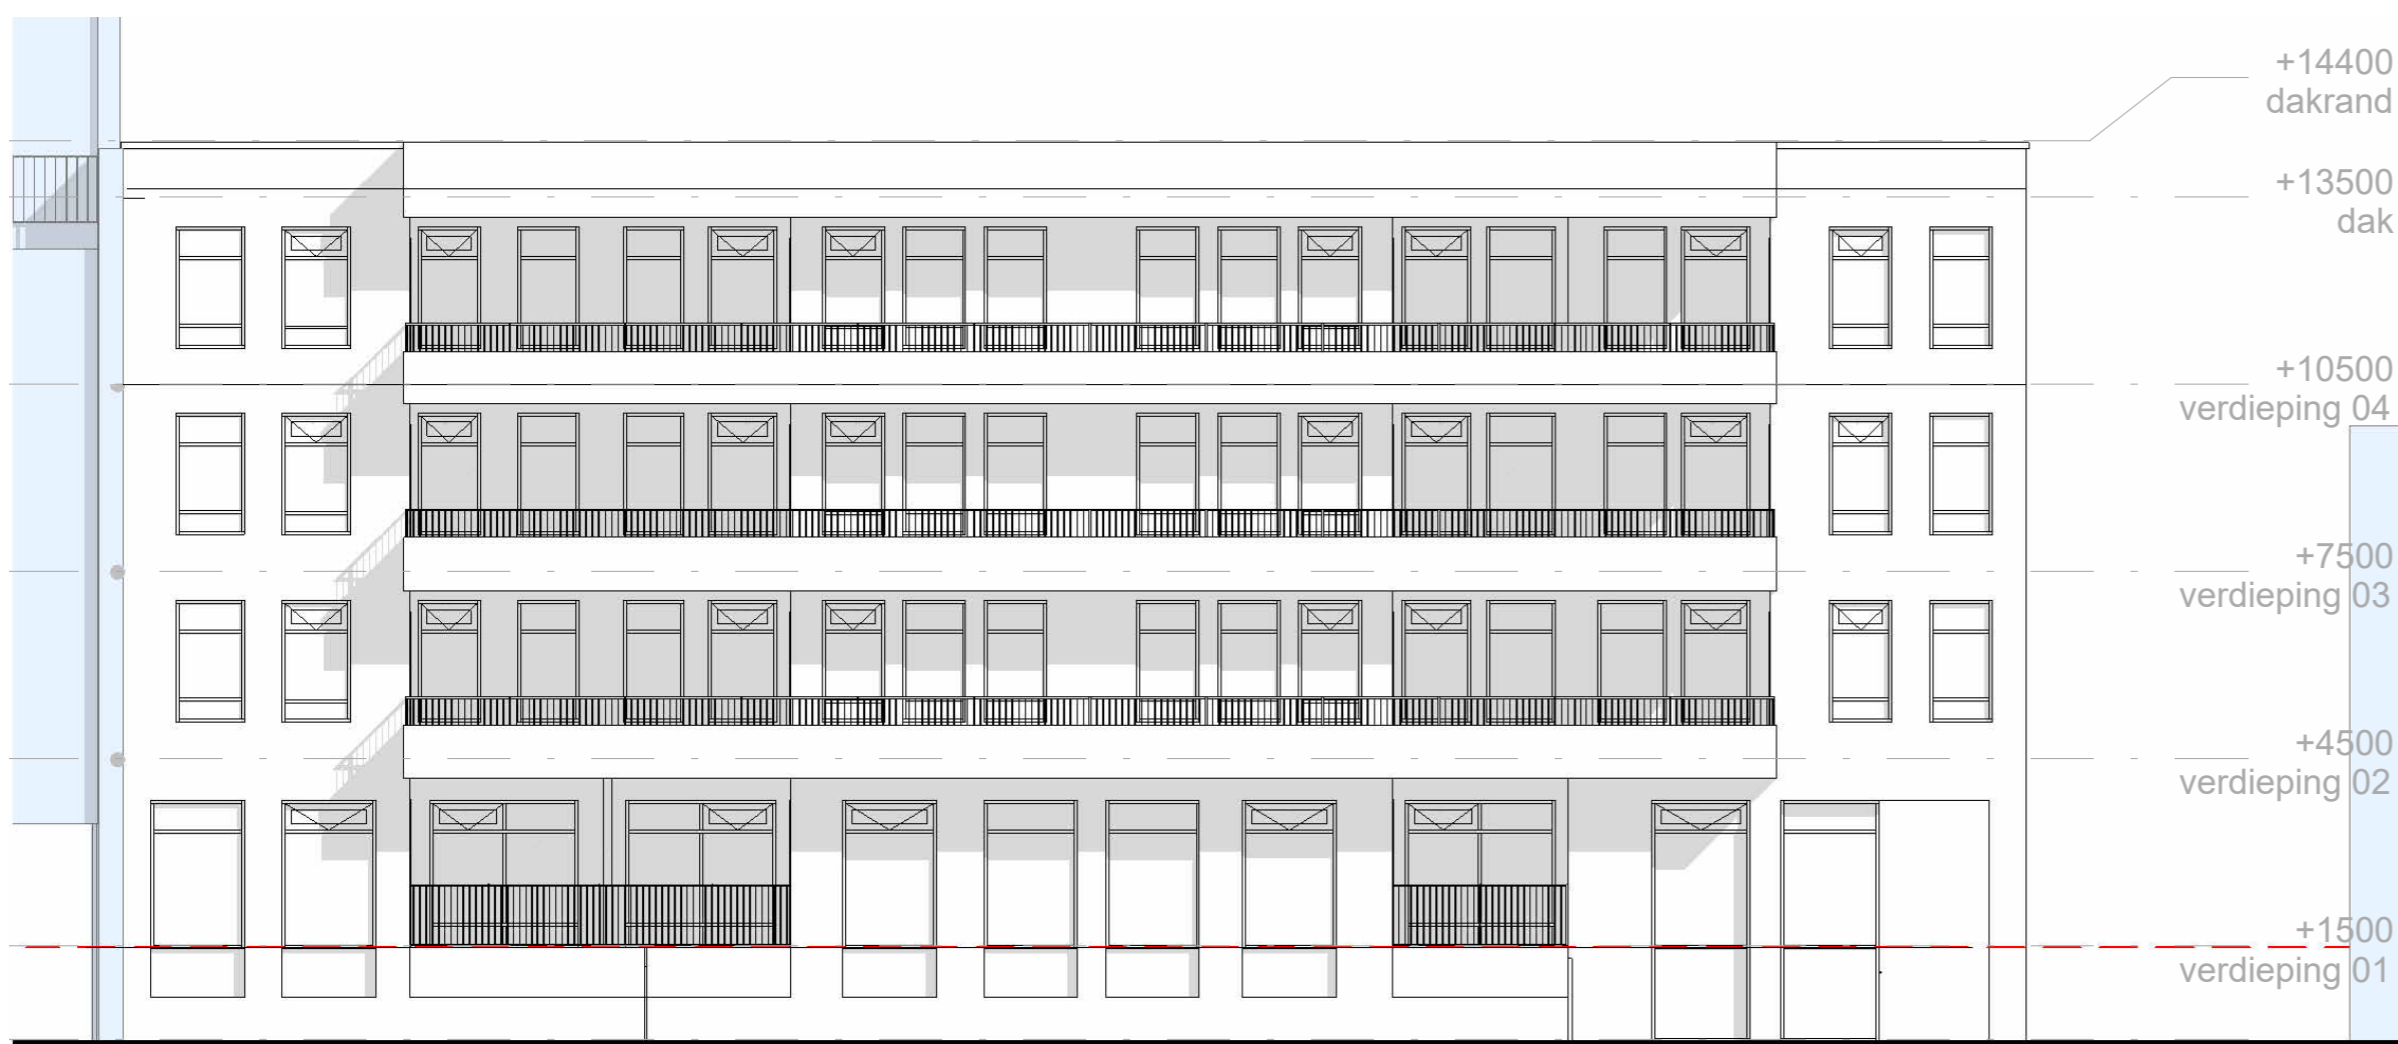 +14400
dakrand
+13500
dak
+10500
verdieping 04
+7500
verdieping 03
+4500
verdieping 02
+1500
verdieping 01